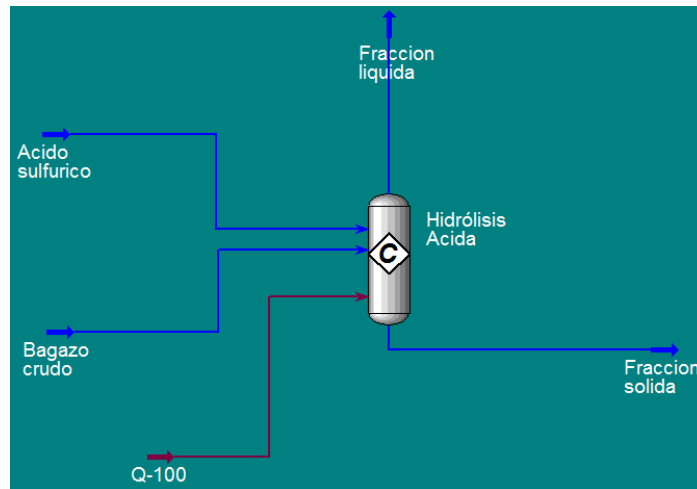 Fraccion
liquida
Acido
sulfurico
Hidrólisis
Acida
C
Bagazo
crudo
Fraccion
solida
Q-100